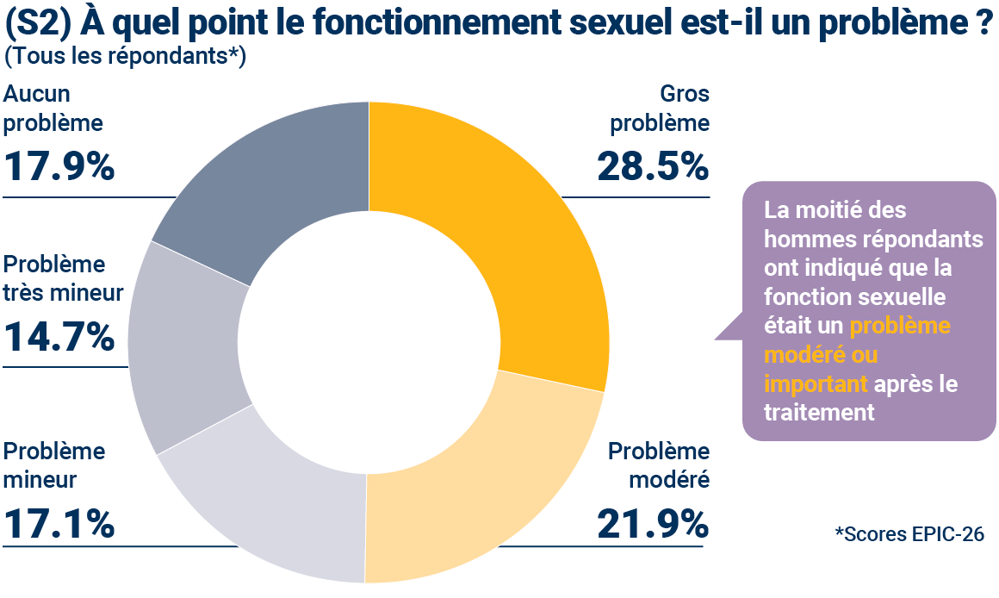 (S2) À quel point le fonctionnement sexuel est-il un problème ?
(Tous les répondants*)
Aucun
problème
17.9%
Gros
problème
28.5%
Problème
très mineur
14.7%
La moitié des
hommes répondants
ont indiqué que la
fonction sexuelle
était un problème
modéré ou
important après le
traitement
Problème
mineur
17.1%
Problème
modéré
21.9%
*Scores EPIC-26